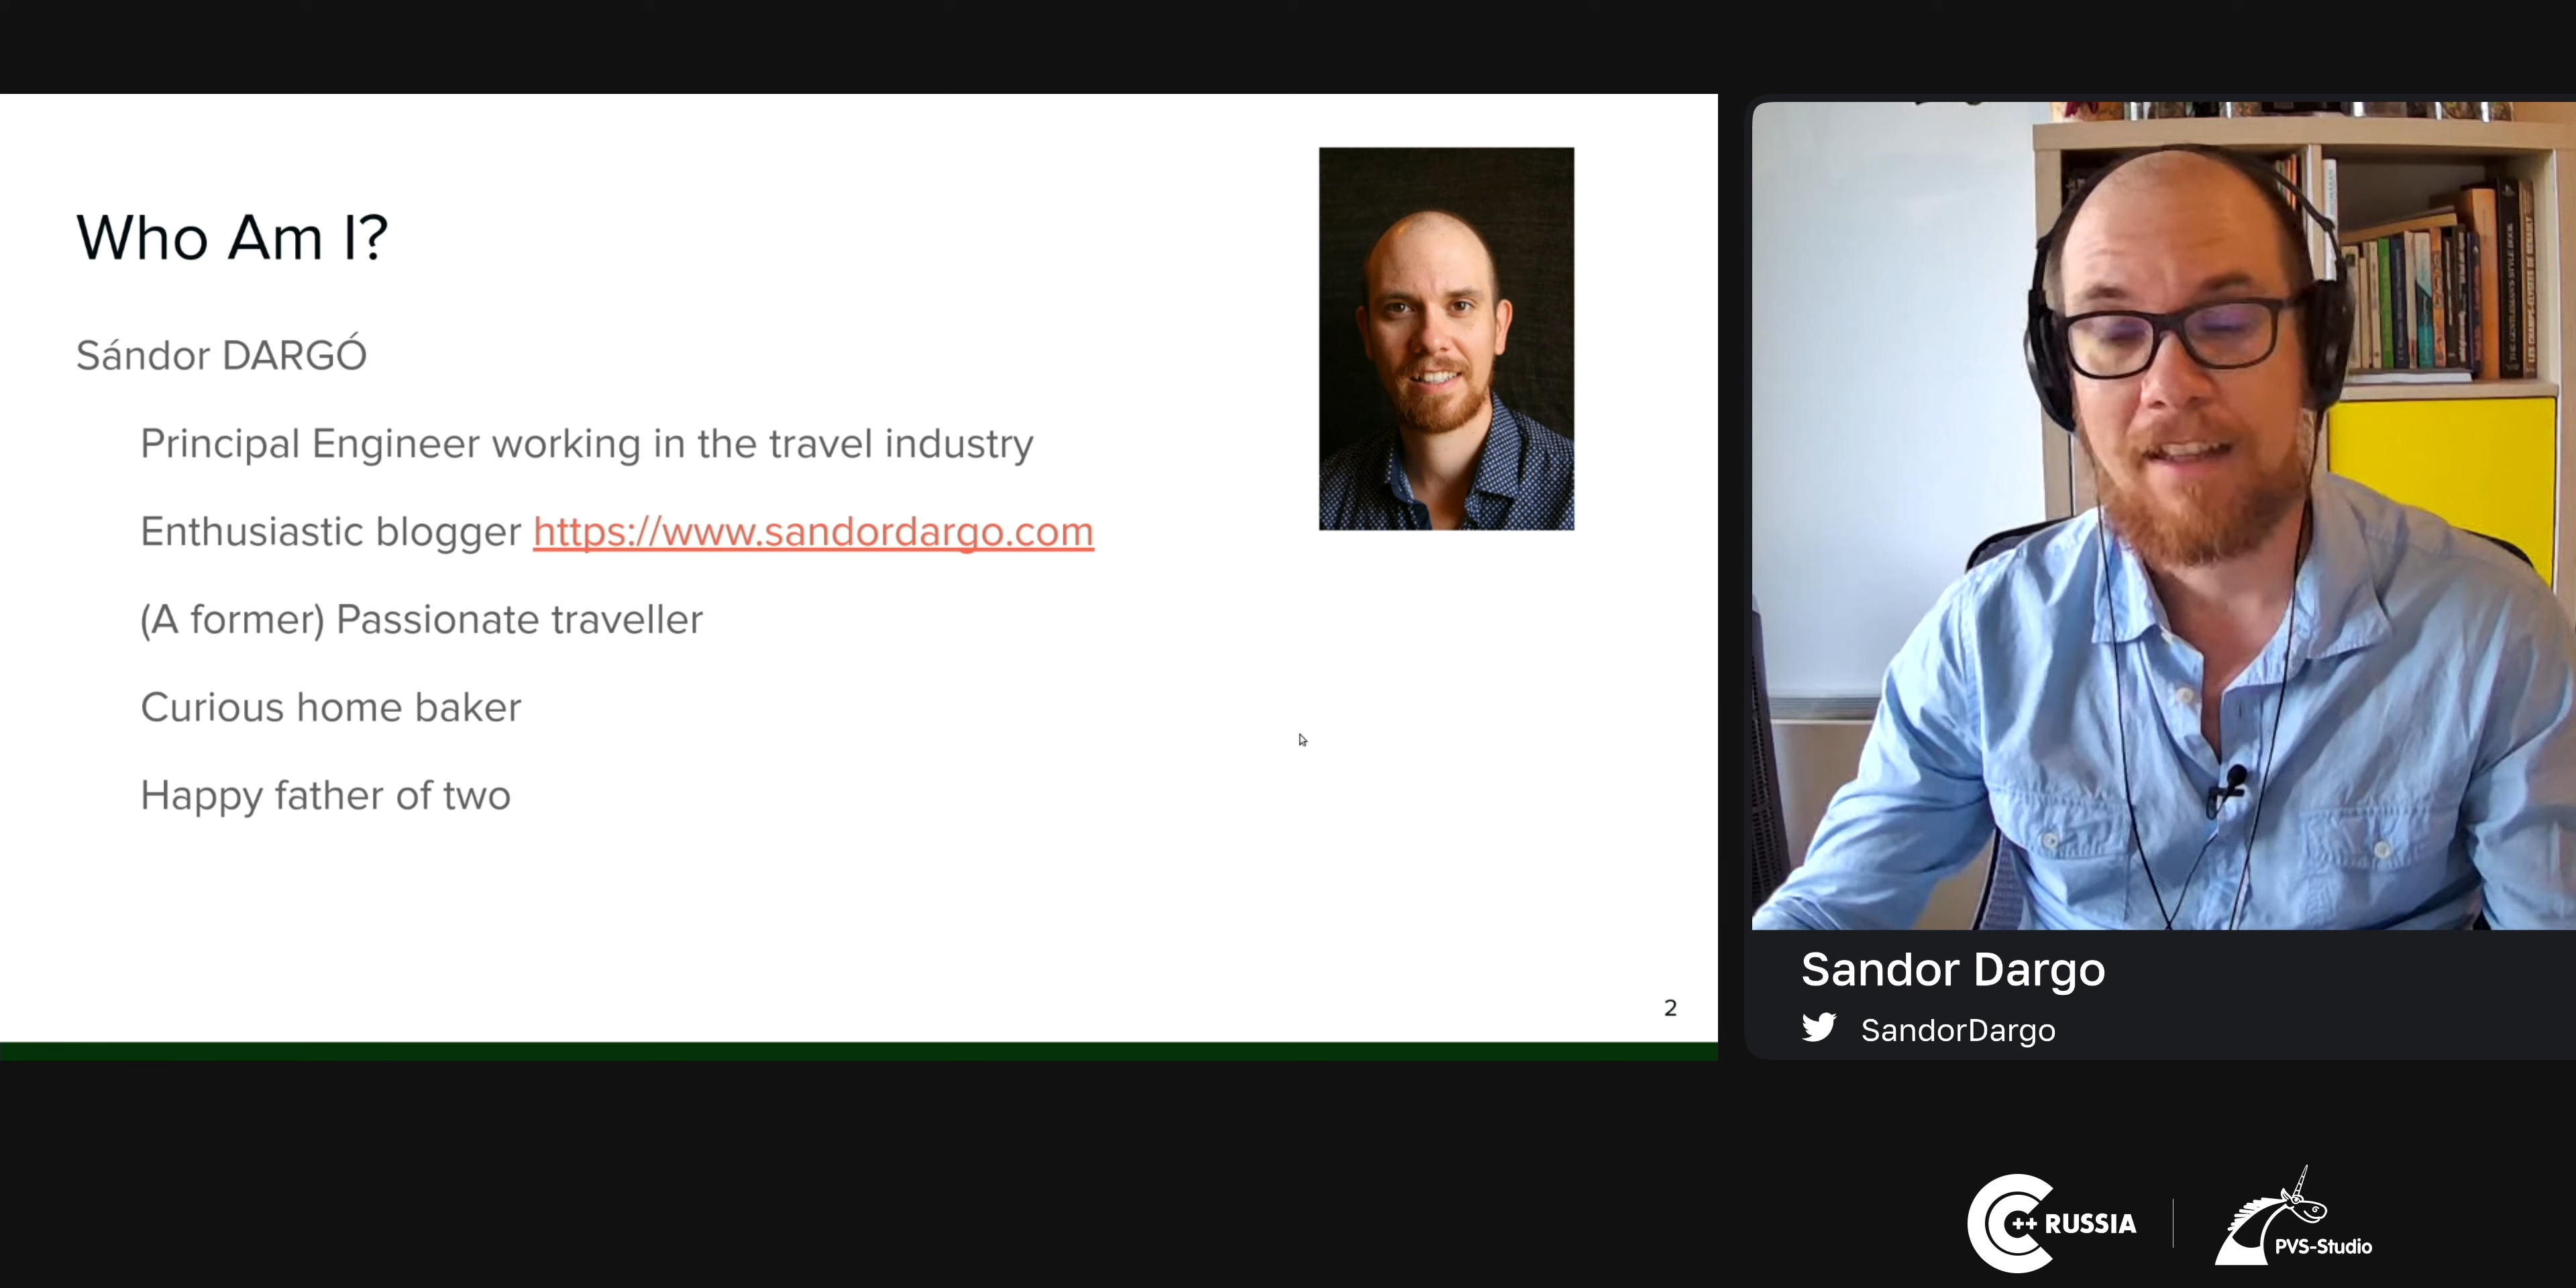 Who Am I?
Sándor DARGÓ
Principal Engineer working in the travel industry
Enthusiastic blogger https://www.sandordargo.com
(A former) Passionate traveller
Curious home baker
Happy father of two
2
Sandor Dargo
SandorDargo
C++ RUSSIA
PVS-Studio